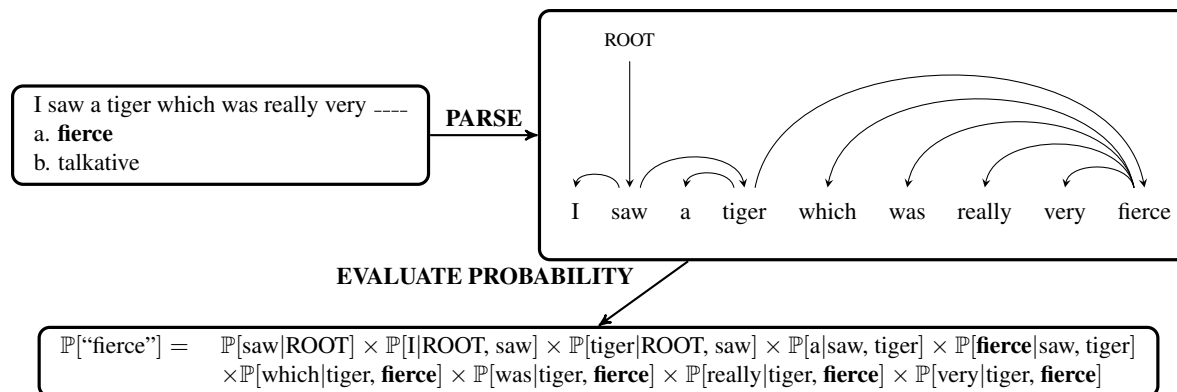 I saw a tiger which was really very ____
a. fierce
b. talkative
PARSE
ROOT
I saw a tiger which was really very fierce
EVALUATE PROBABILITY
ℙ[“fierce”] = ℙ[saw|ROOT] × ℙ[I|ROOT, saw] × ℙ[tiger|ROOT, saw] × ℙ[a|saw, tiger] × ℙ[fierce|saw, tiger]
×ℙ[which|tiger, fierce] × ℙ[was|tiger, fierce] × ℙ[really|tiger, fierce] × ℙ[very|tiger, fierce]